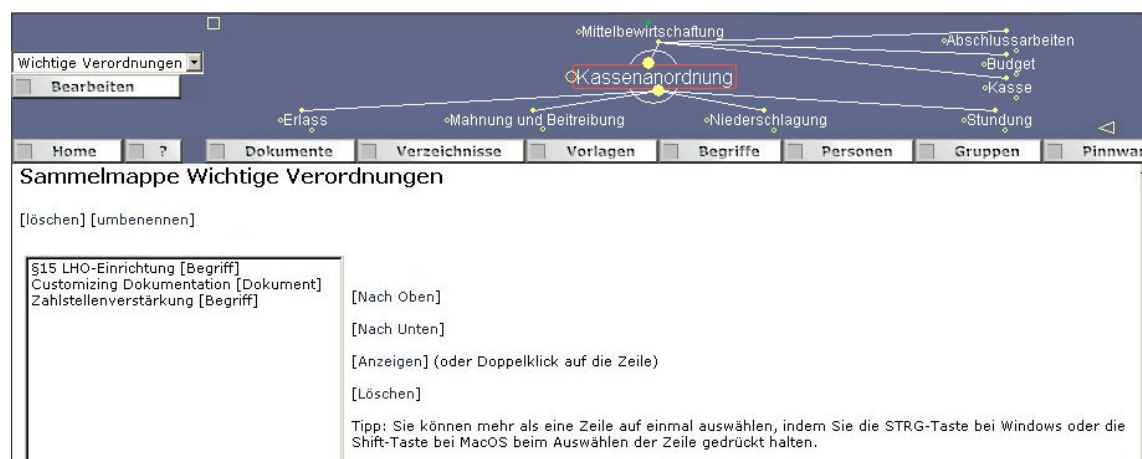 Mittelbewirtschaftung
Abschlussarbeiten
Wichtige Verordnungen
Budget
Kassenanordnung
Bearbeiten
Kasse
Erlass Mahnung und Beitreibung Niederschlagung Stundung
Home ? Dokumente Verzeichnisse Vorlagen Begriffe Personen Gruppen Pinnwa
Sammelmappe Wichtige Verordnungen
[löschen] [umbenennen]
§15 LHO-Einrichtung [Begriff]
Customizing Dokumentation [Dokument]
Zahlstellenverstärkung [Begriff]
[Nach Oben]
[Nach Unten]
[Anzeigen] (oder Doppelklick auf die Zeile)
[Löschen]
Tipp: Sie können mehr als eine Zeile auf einmal auswählen, indem Sie die STRG-Taste bei Windows oder die
Shift-Taste bei MacOS beim Auswählen der Zeile gedrückt halten.